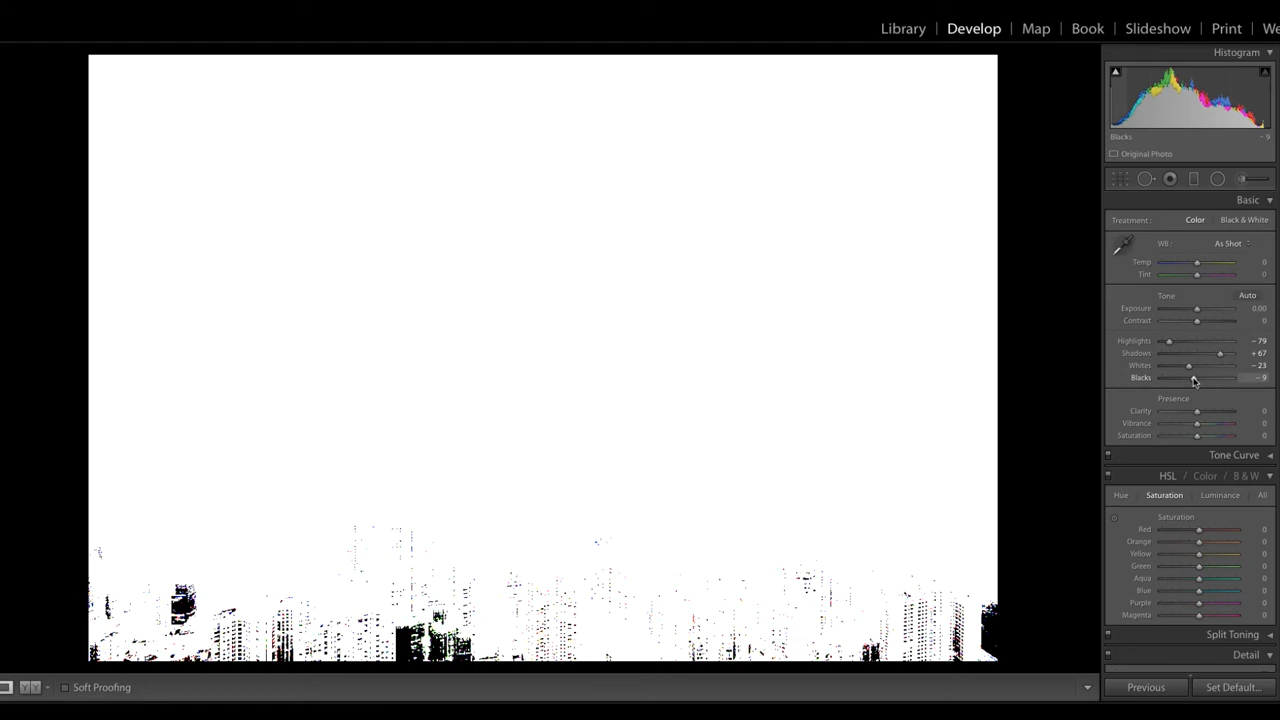 Library | Develop | Map | Book | Slideshow | Print | We
Histogram
Blacks - 9
Original Photo
Basic
Treatment : Color Black & White
WB : As Shot
Temp 0
Tint 0
Tone Auto
Exposure 0.00
Contrast 0
Highlights - 79
Shadows + 67
Whites - 23
Blacks - 9
Presence
Clarity 0
Vibrance 0
Saturation 0
Tone Curve
HSL / Color / B & W
Hue Saturation Luminance All
Saturation
Red 0
Orange 0
Yellow 0
Green 0
Aqua 0
Blue 0
Purple 0
Magenta 0
Split Toning
Detail
YY Soft Proofing Previous Set Default...